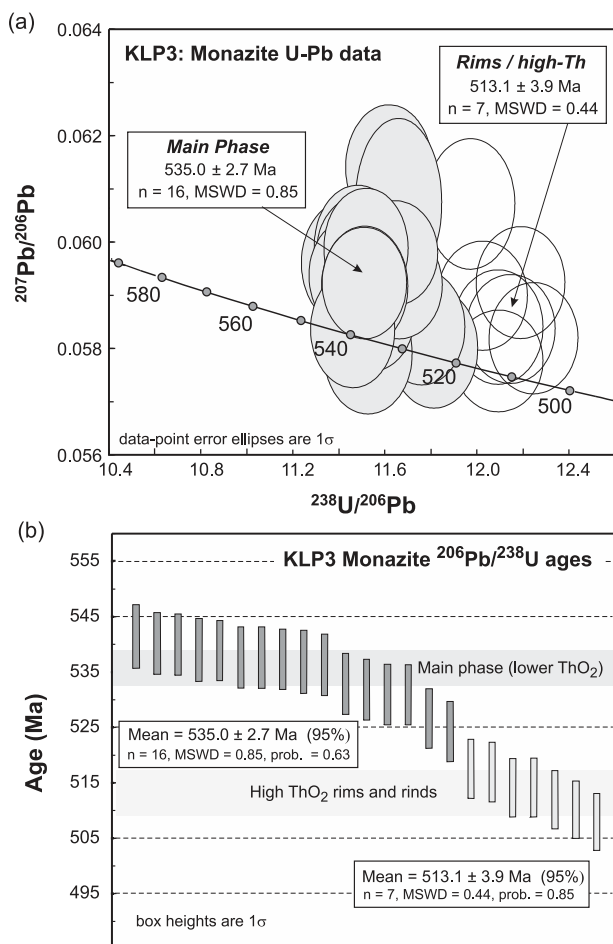 (a)
0.064
0.062
0.060
0.058
0.056
²⁰⁷Pb/²⁰⁶Pb
KLP3: Monazite U-Pb data
Rims / high-Th
513.1 ± 3.9 Ma
n = 7, MSWD = 0.44
Main Phase
535.0 ± 2.7 Ma
n = 16, MSWD = 0.85
580
560
540
520
500
data-point error ellipses are 1σ
10.4 10.8 11.2 11.6 12.0 12.4
²³⁸U/²⁰⁶Pb
(b)
KLP3 Monazite ²⁰⁶Pb/²³⁸U ages
555
545
535
525
505
495
Age (Ma)
Main phase (lower ThO₂)
Mean = 535.0 ± 2.7 Ma (95%)
n = 16, MSWD = 0.85, prob. = 0.63
High ThO₂ rims and rinds
Mean = 513.1 ± 3.9 Ma (95%)
n = 7, MSWD = 0.44, prob. = 0.85
box heights are 1σ